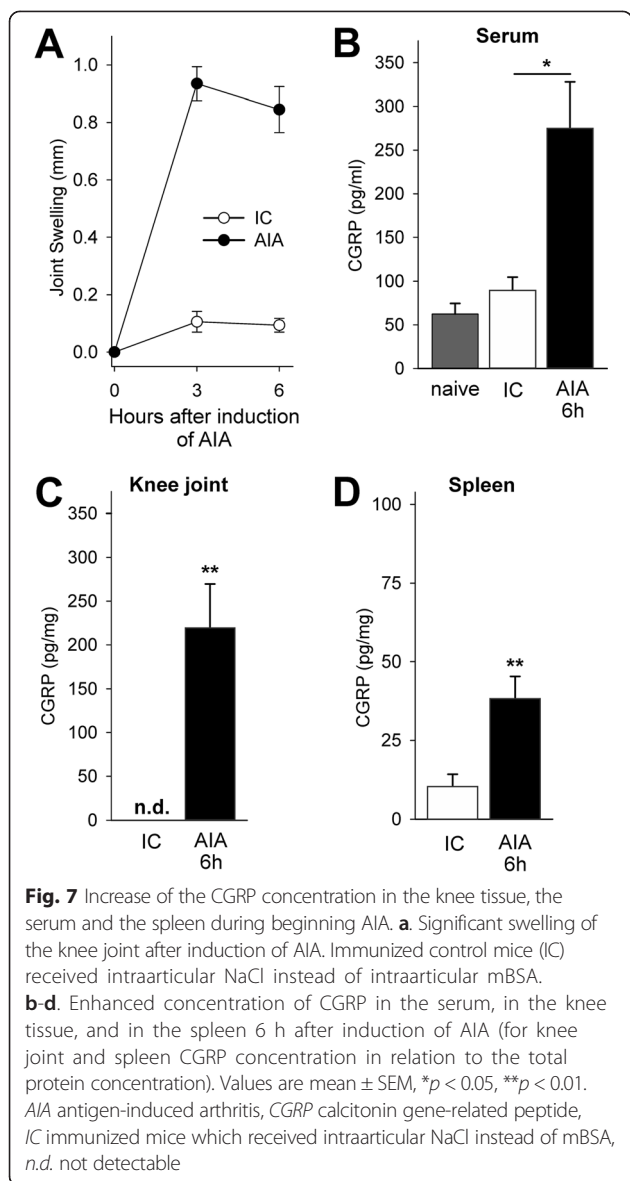 A
1.0
0.8
0.6
0.4
0.2
0.0
Joint Swelling (mm)
IC
AIA
0 3 6
Hours after induction
of AIA
B
Serum
*
350
300
250
200
150
100
50
0
CGRP (pg/ml)
naive IC AIA
6h
C
Knee joint
350
300
250
200
150
100
50
0
CGRP (pg/mg)
**
n.d.
IC AIA
6h
D
Spleen
100
75
50
25
0
CGRP (pg/mg)
**
IC AIA
6h
Fig. 7 Increase of the CGRP concentration in the knee tissue, the
serum and the spleen during beginning AIA. a. Significant swelling of
the knee joint after induction of AIA. Immunized control mice (IC)
received intraarticular NaCl instead of intraarticular mBSA.
b-d. Enhanced concentration of CGRP in the serum, in the knee
tissue, and in the spleen 6 h after induction of AIA (for knee
joint and spleen CGRP concentration in relation to the total
protein concentration). Values are mean ± SEM, *p < 0.05, **p < 0.01.
AIA antigen-induced arthritis, CGRP calcitonin gene-related peptide,
IC immunized mice which received intraarticular NaCl instead of mBSA,
n.d. not detectable